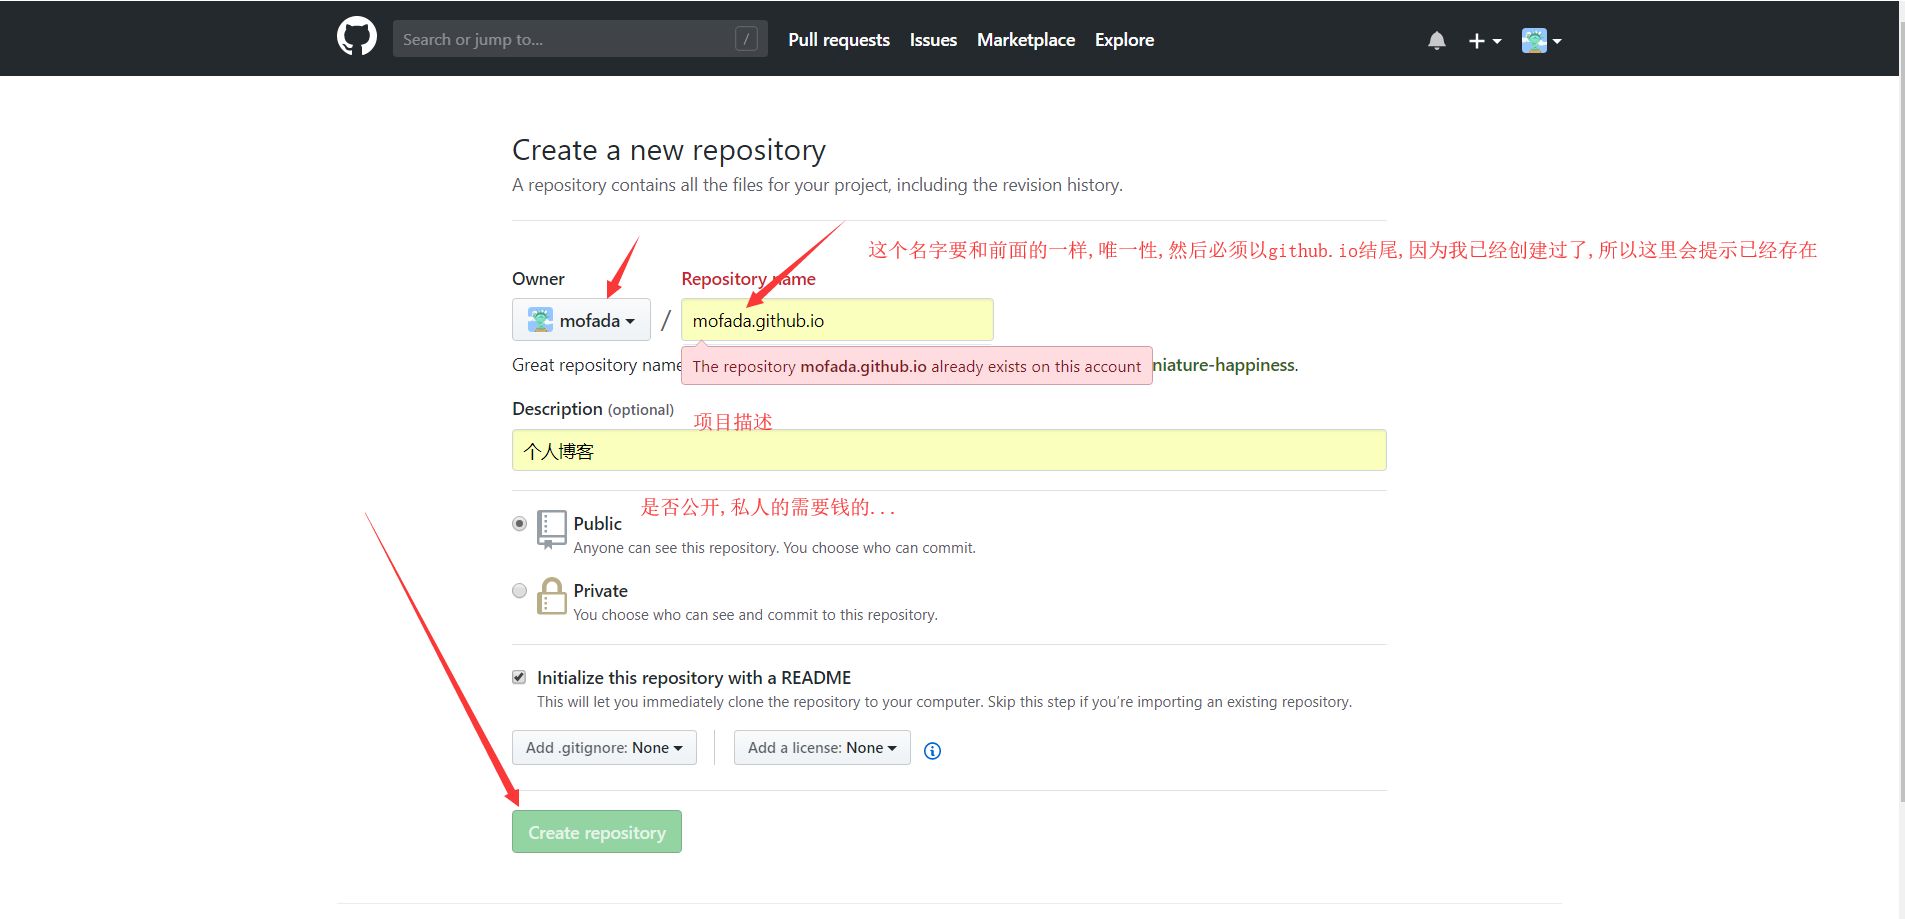 Search or jump to... / Pull requests Issues Marketplace Explore
Create a new repository
A repository contains all the files for your project, including the revision history.
这个名字要和前面的一样,唯一性,然后必须以github.io结尾,因为我已经创建过了,所以这里会提示已经存在
Owner Repository name
mofada / mofada.github.io
Great repository name niature-happiness.
The repository mofada.github.io already exists on this account
Description (optional)
项目描述
个人博客
是否公开,私人的需要钱的...
Public
Anyone can see this repository. You choose who can commit.
Private
You choose who can see and commit to this repository.
Initialize this repository with a README
This will let you immediately clone the repository to your computer. Skip this step if you’re importing an existing repository.
Add .gitignore: None Add a license: None
Create repository